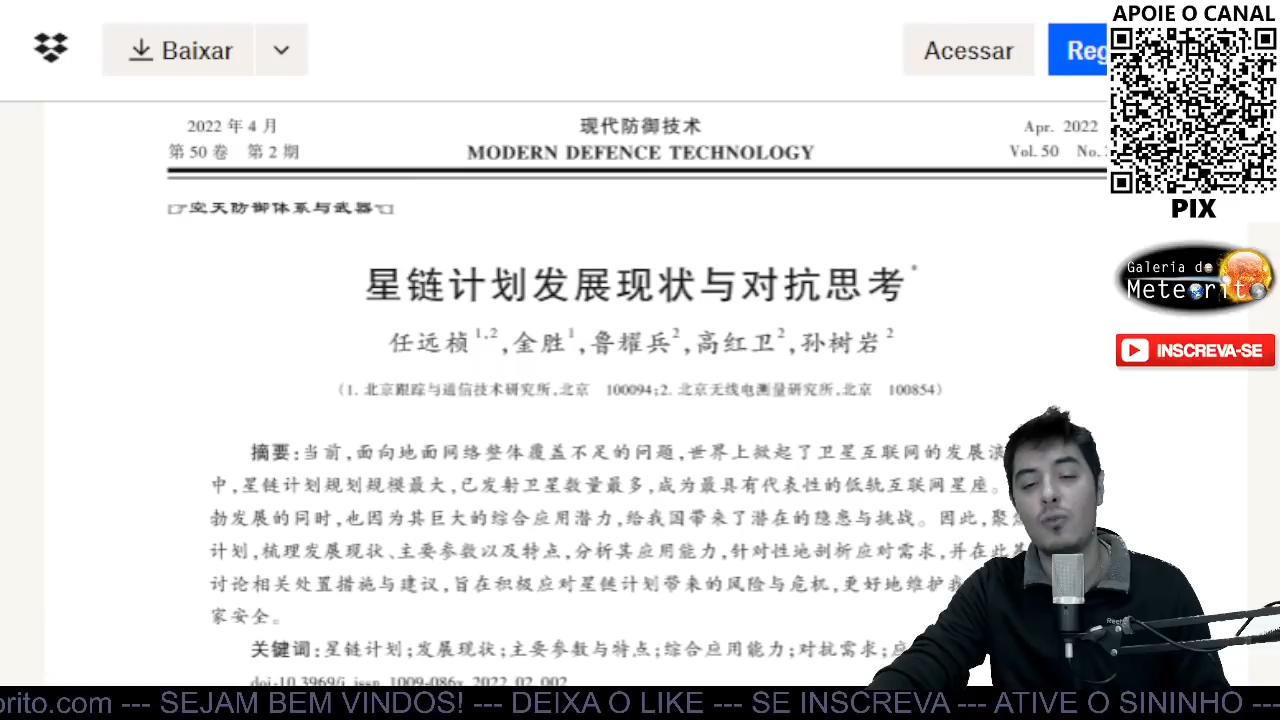 APOIE O CANAL
Baixar
Acessar
Reg
PIX
2022 年 4 月
现代防御技术
Apr. 2022
第 50 卷 第 2 期
MODERN DEFENCE TECHNOLOGY
Vol. 50 No.
☞空天防御体系与武器☜
Galeria do
Meteorito
INSCREVA-SE
星链计划发展现状与对抗思考*
任远桢1,2,金胜1,鲁耀兵2,高红卫2,孙树岩2
(1. 北京跟踪与通信技术研究所,北京 100094;2. 北京无线电测量研究所,北京 100854)
摘要:当前,面向地面网络整体覆盖不足的问题,世界上掀起了卫星互联网的发展浪
中,星链计划规划规模最大,已发射卫星数量最多,成为最具有代表性的低轨互联网星座。
勃发展的同时,也因为其巨大的综合应用潜力,给我国带来了潜在的隐患与挑战。因此,聚焦
计划,梳理发展现状、主要参数以及特点,分析其应用能力,针对性地剖析应对需求,并在此基
讨论相关处置措施与建议,旨在积极应对星链计划带来的风险与危机,更好地维护我
家安全。
关键词:星链计划;发展现状;主要参数与特点;综合应用能力;对抗需求;应
doi:10.3969/j.issn.1009-086x.2022.02.002
orito.com --- SEJAM BEM VINDOS! --- DEIXA O LIKE --- SE INSCREVA --- ATIVE O SININHO ---